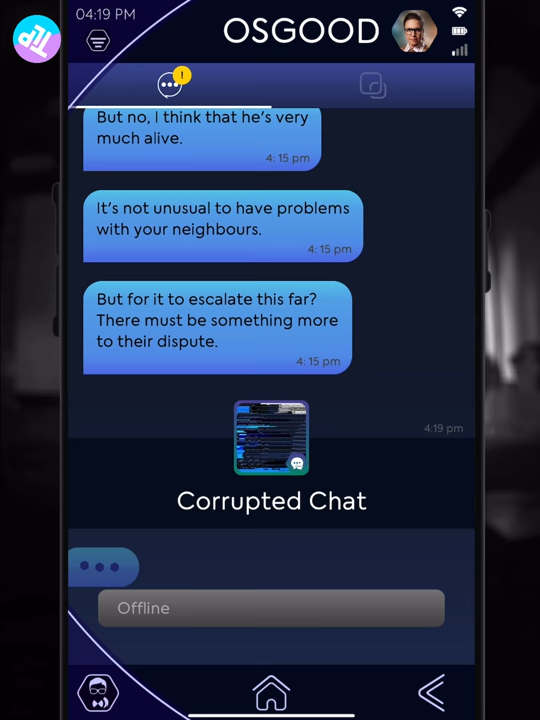 04:19 PM
OSGOOD
TLP
!
But no, I think that he's very
much alive.
4:15 pm
It's not unusual to have problems
with your neighbours.
4:15 pm
But for it to escalate this far?
There must be something more
to their dispute.
4:15 pm
4:19 pm
Corrupted Chat
Offline